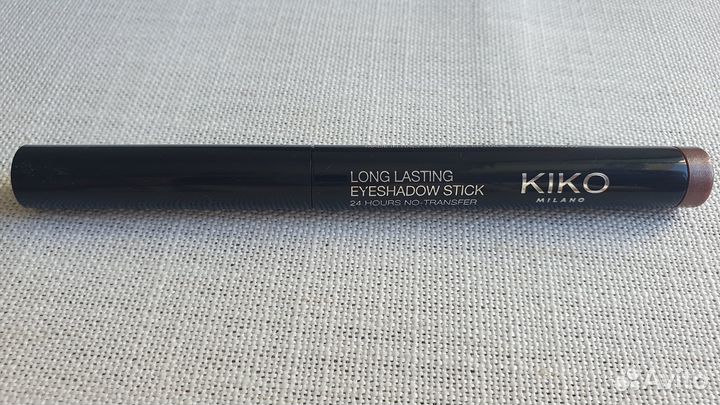 LONG LASTING
EYESHADOW STICK
24 HOURS NO-TRANSFER
KIKO
MILANO
Avito